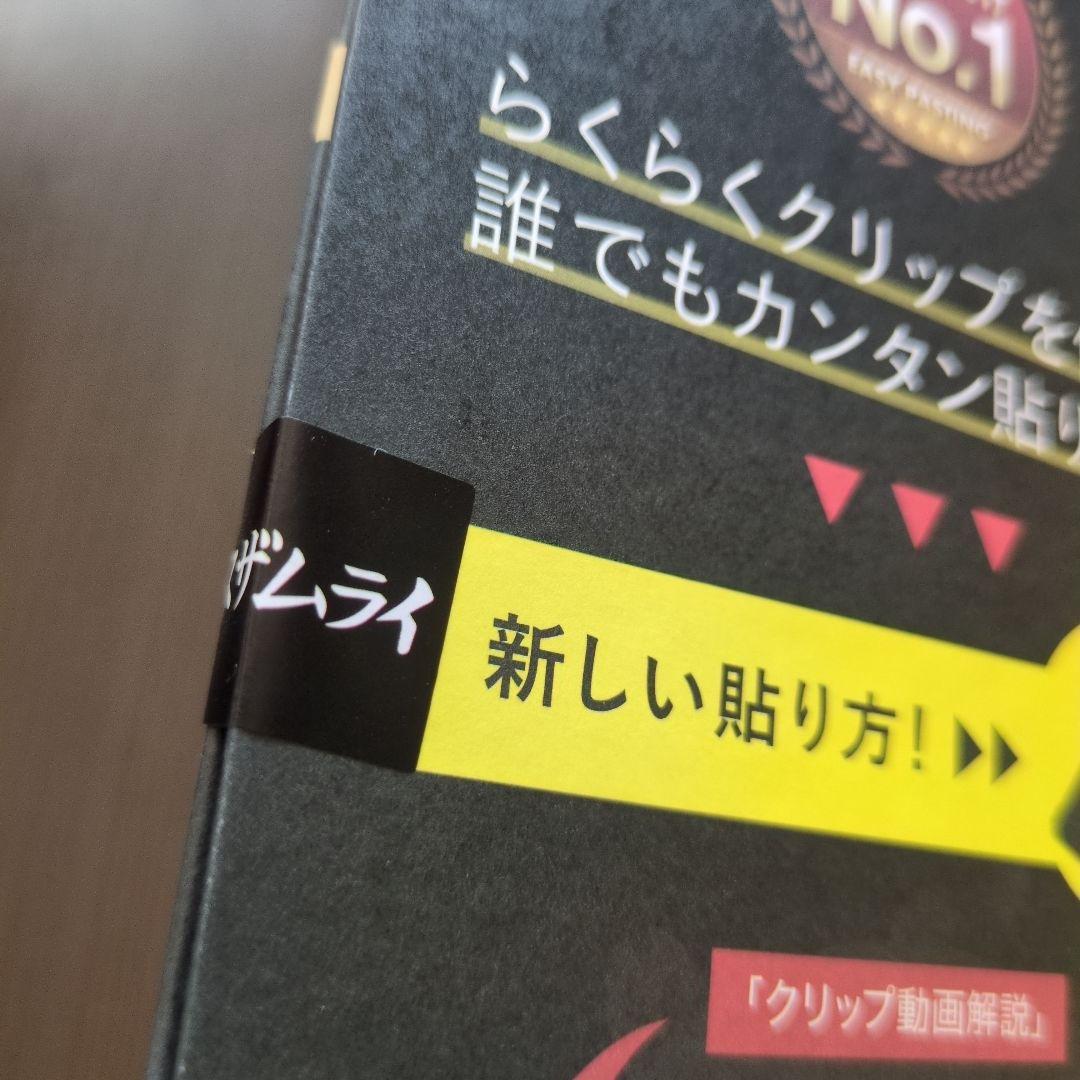 No.1
EASY PASTING
らくらくクリップを
誰でもカンタン貼り
ザムライ
新しい貼り方!
「クリップ動画解説」